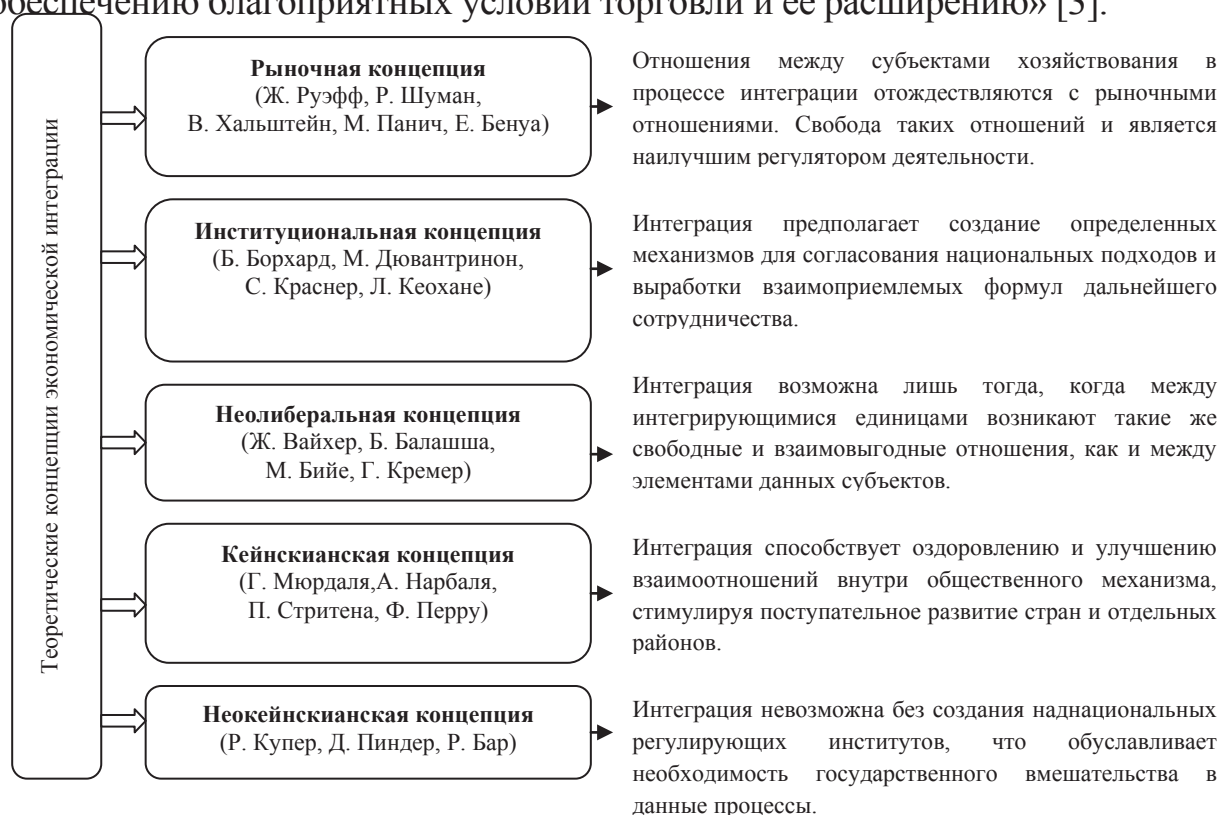 обеспечению благоприятных условий торговли и ее расширению» [3].
Теоретические концепции экономической интеграции
Рыночная концепция
(Ж. Руэфф, Р. Шуман,
В. Хальштейн, М. Панич, Е. Бенуа)
Отношения между субъектами хозяйствования в
процессе интеграции отождествляются с рыночными
отношениями. Свобода таких отношений и является
наилучшим регулятором деятельности.
Институциональная концепция
(Б. Борхард, М. Дювантринон,
С. Краснер, Л. Кеохане)
Интеграция предполагает создание определенных
механизмов для согласования национальных подходов и
выработки взаимоприемлемых формул дальнейшего
сотрудничества.
Неолиберальная концепция
(Ж. Вайхер, Б. Балашша,
М. Бийе, Г. Кремер)
Интеграция возможна лишь тогда, когда между
интегрирующимися единицами возникают такие же
свободные и взаимовыгодные отношения, как и между
элементами данных субъектов.
Кейнскианская концепция
(Г. Мюрдаля,А. Нарбаля,
П. Стритена, Ф. Перру)
Интеграция способствует оздоровлению и улучшению
взаимоотношений внутри общественного механизма,
стимулируя поступательное развитие стран и отдельных
районов.
Неокейнскианская концепция
(Р. Купер, Д. Пиндер, Р. Бар)
Интеграция невозможна без создания наднациональных
регулирующих институтов, что обуславливает
необходимость государственного вмешательства в
данные процессы.